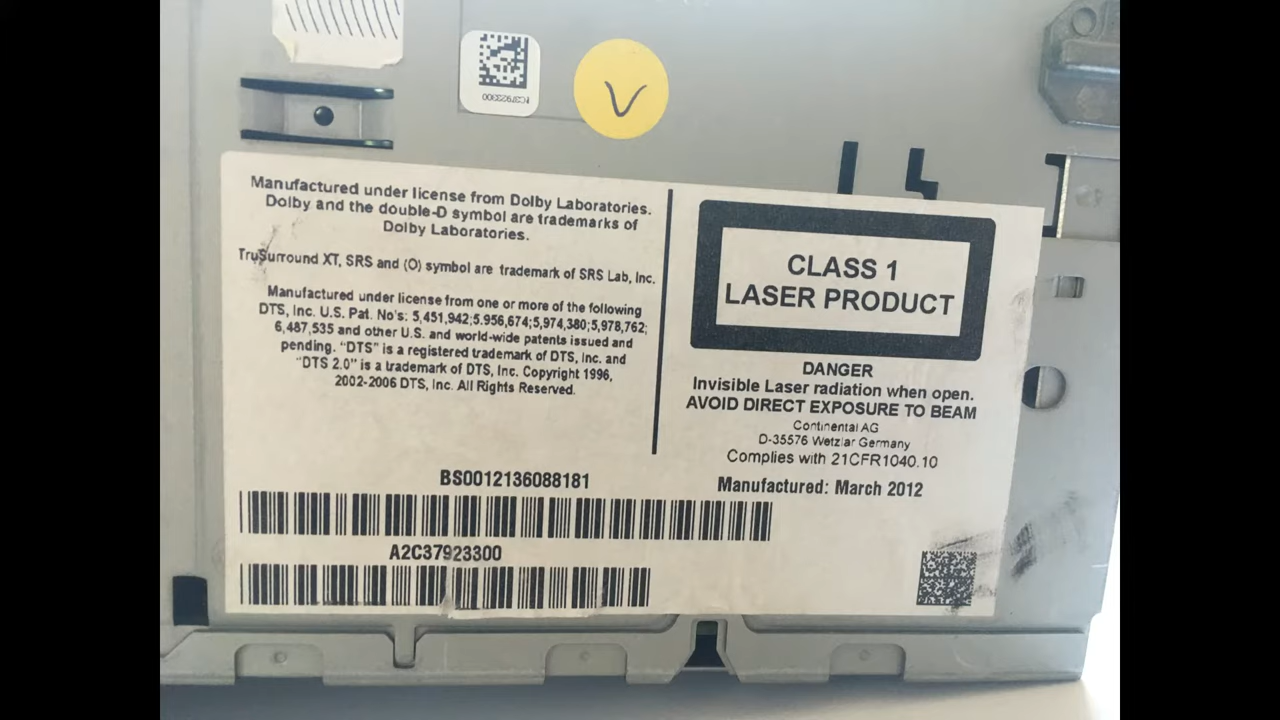 V
Manufactured under license from Dolby Laboratories.
Dolby and the double-D symbol are trademarks of
Dolby Laboratories.
TruSurround XT, SRS and (O) symbol are trademark of SRS Lab, Inc.
Manufactured under license from one or more of the following
DTS, Inc. U.S. Pat. No's: 5,451,942;5.956,674;5,974,380;5,978,762;
6,487,535 and other U.S. and world-wide patents issued and
pending. “DTS” is a registered trademark of DTS, Inc. and
“DTS 2.0” is a trademark of DTS, Inc. Copyright 1996,
2002-2006 DTS, Inc. All Rights Reserved.
CLASS 1
LASER PRODUCT
DANGER
Invisible Laser radiation when open.
AVOID DIRECT EXPOSURE TO BEAM
Continental AG
D-35576 Wetzlar Germany
Complies with 21CFR1040.10
Manufactured: March 2012
BS0012136088181
A2C37923300